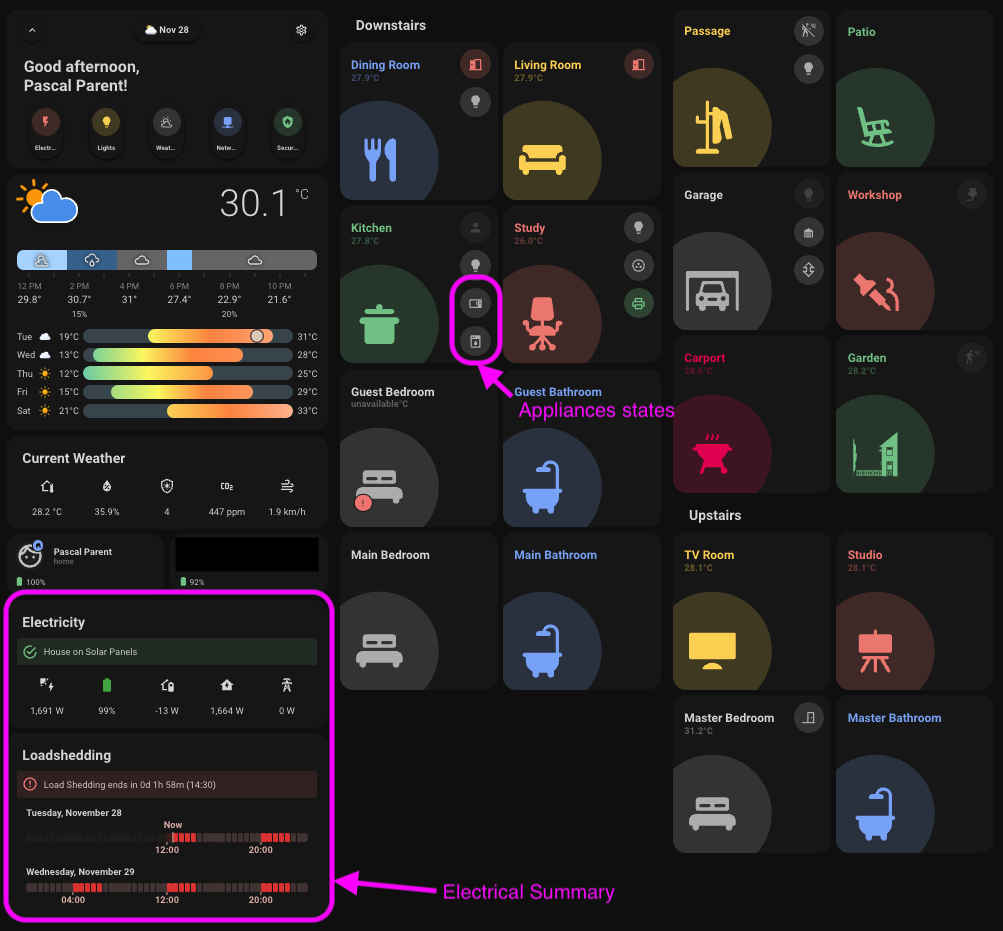 Nov 28
Good afternoon,
Pascal Parent!
Electr...
Lights
Weat...
Netw...
Secur...
30.1 °C
12 PM 2 PM 4 PM 6 PM 8 PM 10 PM
29.8° 30.7° 31° 27.4° 22.9° 21.6°
15% 20%
Tue 19°C 31°C
Wed 13°C 28°C
Thu 12°C 25°C
Fri 15°C 29°C
Sat 21°C 33°C
Current Weather
CO₂
28.2 °C 35.9% 4 447 ppm 1.9 km/h
Pascal Parent
home
100%
92%
Electricity
House on Solar Panels
1,691 W 99% -13 W 1,664 W 0 W
Loadshedding
Load Shedding ends in 0d 1h 58m (14:30)
Tuesday, November 28
Now
12:00 20:00
Wednesday, November 29
04:00 12:00 20:00
Downstairs
Dining Room
27.9°C
Living Room
27.9°C
Kitchen
27.8°C
Study
26.0°C
Appliances states
Guest Bedroom
unavailable°C
Guest Bathroom
Main Bedroom
Main Bathroom
Electrical Summary
Passage
Patio
Garage
Workshop
Carport
28.6°C
Garden
28.2°C
Upstairs
TV Room
28.1°C
Studio
28.1°C
Master Bedroom
31.2°C
Master Bathroom